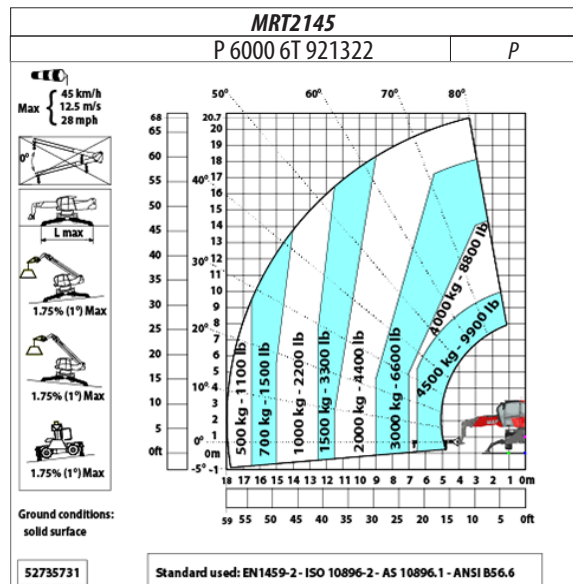 MRT2145
P 6000 6T 921322 P
Max
45 km/h
12.5 m/s
28 mph
0°
L max
1.75% (1°) Max
1.75% (1°) Max
1.75% (1°) Max
Ground conditions:
solid surface
68
65
60
55
50
45
40
35
30
25
20
15
10
5
0ft
20.7
20
19
18
17
16
15
14
13
12
11
10
9
8
7
6
5
4
3
2
1
0m
-1
50°
60°
70°
80°
40°
30°
20°
10°
0°
-5°
500 kg - 1100 lb
700 kg - 1500 lb
1000 kg - 2200 lb
1500 kg - 3300 lb
2000 kg - 4400 lb
3000 kg - 6600 lb
4000 kg - 8800 lb
4500 kg - 9900 lb
18 17 16 15 14 13 12 11 10 9 8 7 6 5 4 3 2 1 0m
59 55 50 45 40 35 30 25 20 15 10 5 0ft
52735731
Standard used: EN1459-2 - ISO 10896-2 - AS 10896.1 - ANSI B56.6